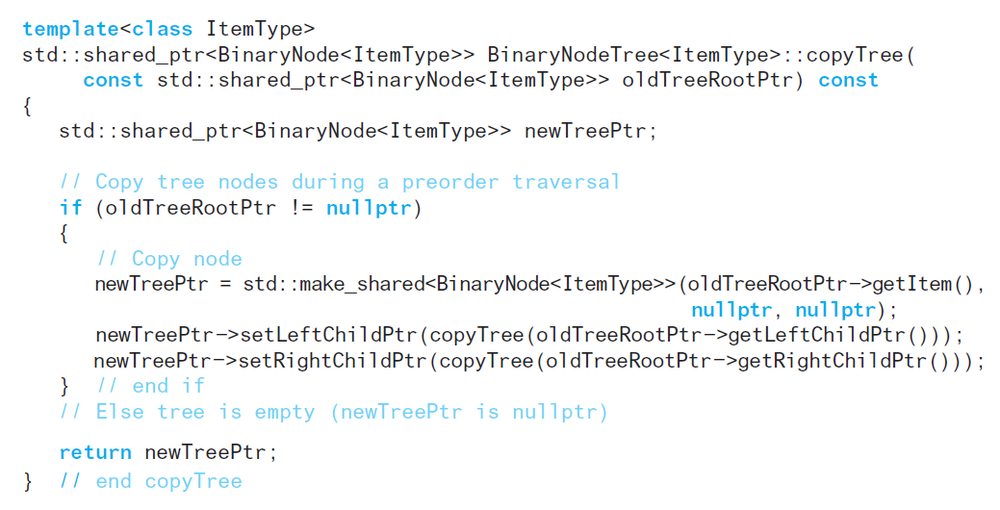 template<class ItemType>
std::shared_ptr<BinaryNode<ItemType>> BinaryNodeTree<ItemType>::copyTree(
     const std::shared_ptr<BinaryNode<ItemType>> oldTreeRootPtr) const
{
   std::shared_ptr<BinaryNode<ItemType>> newTreePtr;

   // Copy tree nodes during a preorder traversal
   if (oldTreeRootPtr != nullptr)
   {
      // Copy node
      newTreePtr = std::make_shared<BinaryNode<ItemType>>(oldTreeRootPtr->getItem(),
                                                       nullptr, nullptr);
      newTreePtr->setLeftChildPtr(copyTree(oldTreeRootPtr->getLeftChildPtr()));
      newTreePtr->setRightChildPtr(copyTree(oldTreeRootPtr->getRightChildPtr()));
   }  // end if
   // Else tree is empty (newTreePtr is nullptr)

   return newTreePtr;
}  // end copyTree